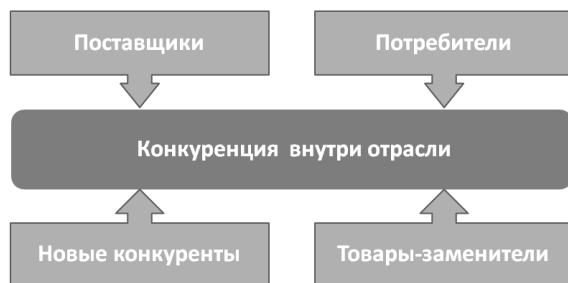 Поставщики
Потребители
Конкуренция внутри отрасли
Новые конкуренты
Товары-заменители